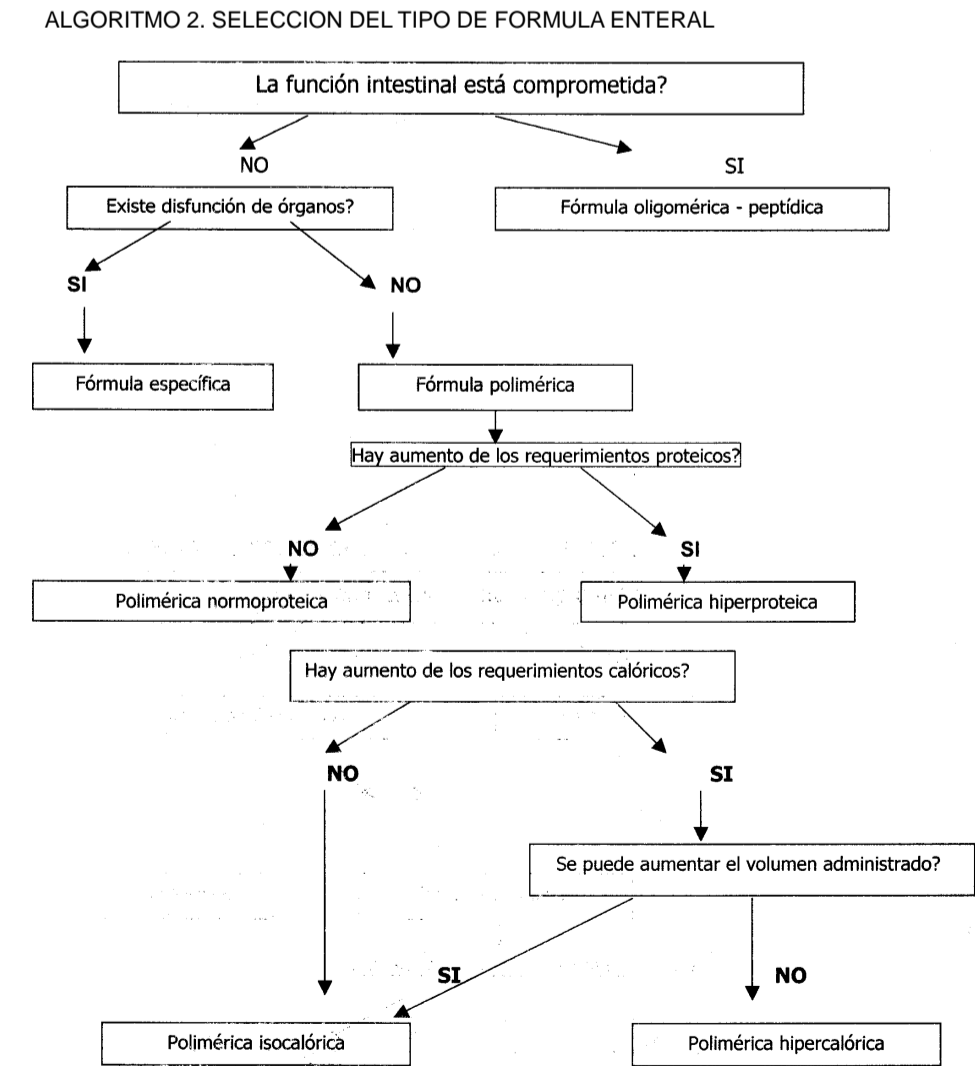 ALGORITMO 2. SELECCION DEL TIPO DE FORMULA ENTERAL
La función intestinal está comprometida?
NO
SI
Existe disfunción de órganos?
Fórmula oligomérica - peptídica
SI
NO
Fórmula específica
Fórmula polimérica
Hay aumento de los requerimientos proteicos?
NO
SI
Polimérica normoproteica
Polimérica hiperproteica
Hay aumento de los requerimientos calóricos?
NO
SI
Se puede aumentar el volumen administrado?
SI
NO
Polimérica isocalórica
Polimérica hipercalórica